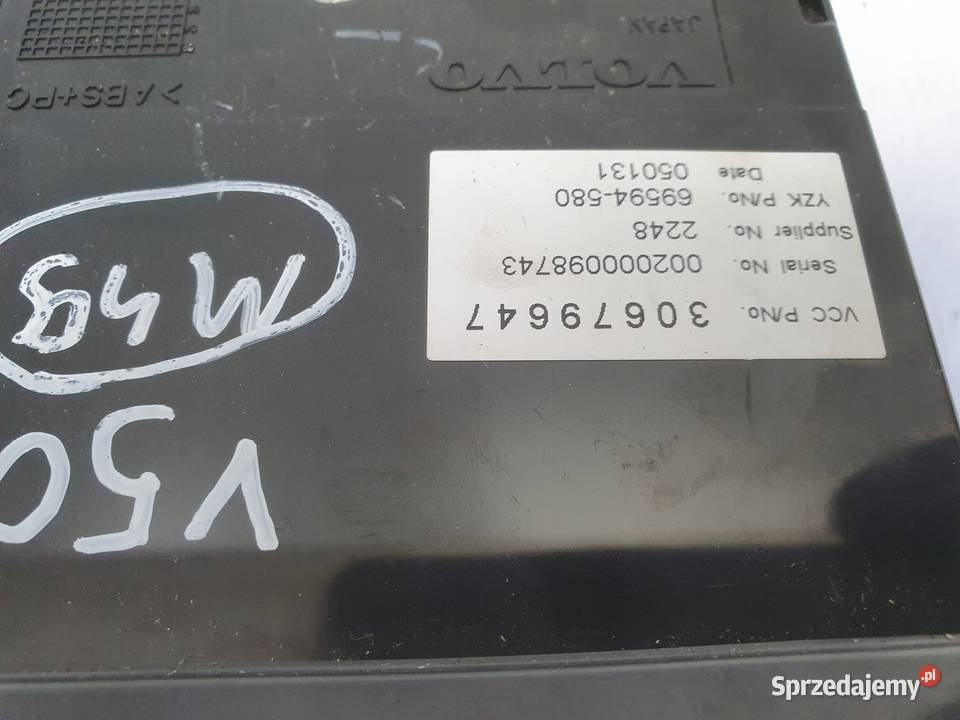 V50
M49
VCC P/No. 30679647
Serial No. 002000098743
Supplier No. 2248
YZK P/No. 69594-580
Date 050131
VOLVO
JAPAN
>ABS+PC
Sprzedajemy.pl